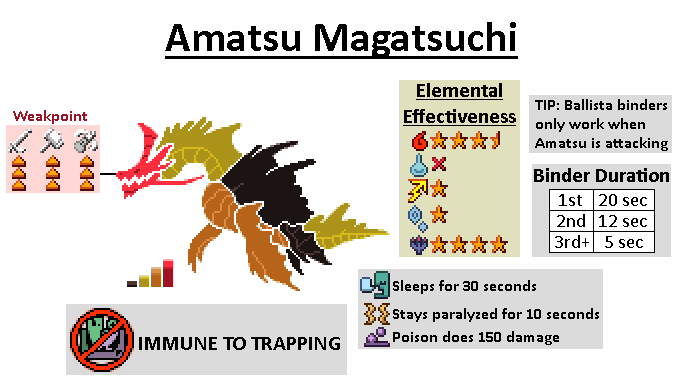 Amatsu Magatsuchi
Weakpoint
Elemental
Effectiveness
TIP: Ballista binders
only work when
Amatsu is attacking
Binder Duration
1st 20 sec
2nd 12 sec
3rd+ 5 sec
Sleeps for 30 seconds
Stays paralyzed for 10 seconds
Poison does 150 damage
IMMUNE TO TRAPPING